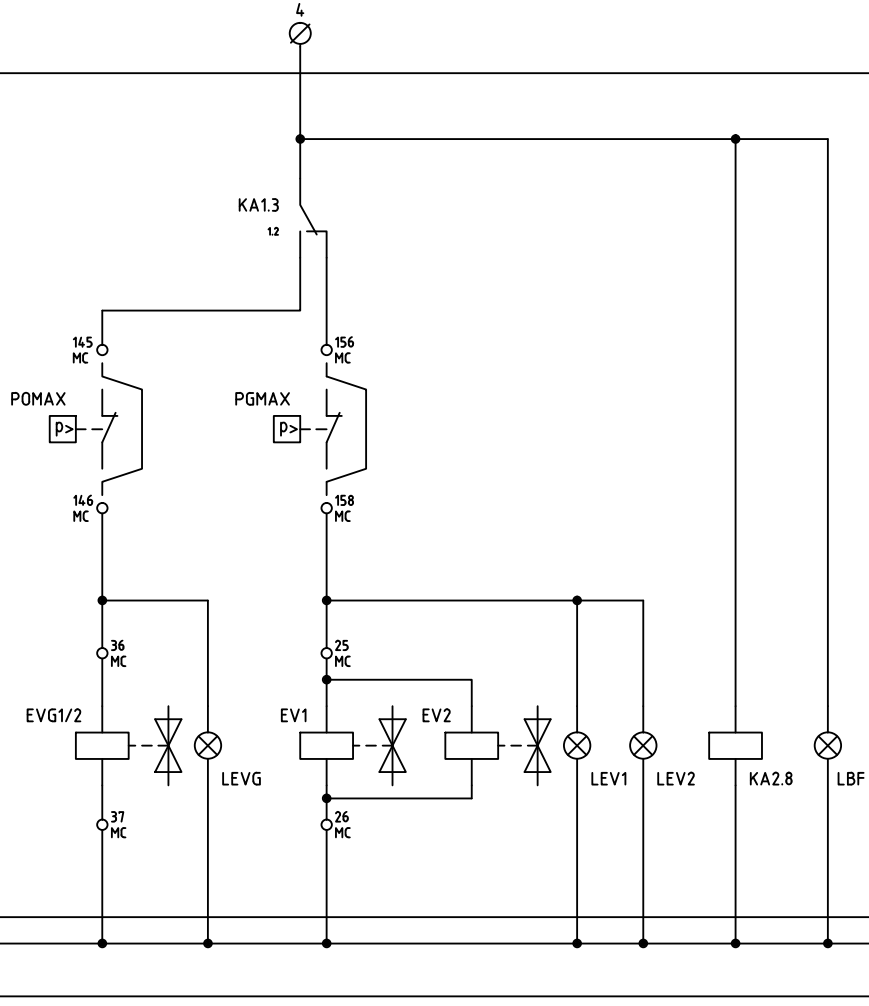 4
KA1.3
1.2
145
MC
156
MC
POMAX
PGMAX
P>
P>
146
MC
158
MC
36
MC
25
MC
EVG1/2
EV1
EV2
LEVG
LEV1
LEV2
KA2.8
LBF
37
MC
26
MC